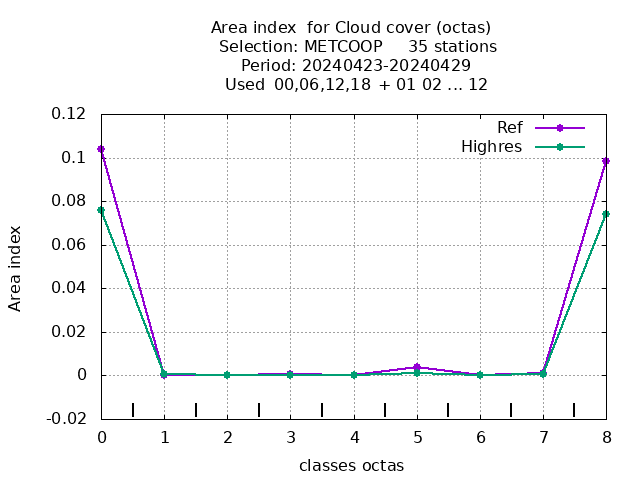 Area index  for Cloud cover (octas)
Selection: METCOOP     35 stations
Period: 20240423-20240429
Used  00,06,12,18 + 01 02 ... 12
Ref
Highres
0.12
0.1
0.08
0.06
0.04
0.02
0
-0.02
Area index
0 1 2 3 4 5 6 7 8
classes octas